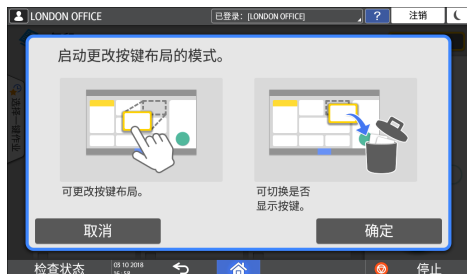 LONDON OFFICE
已登录：[LONDON OFFICE]
?
注销
启动更改按键布局的模式。
可更改按键布局。
可切换是否
显示按键。
取消
确定
检查状态
03 10 2018
停止